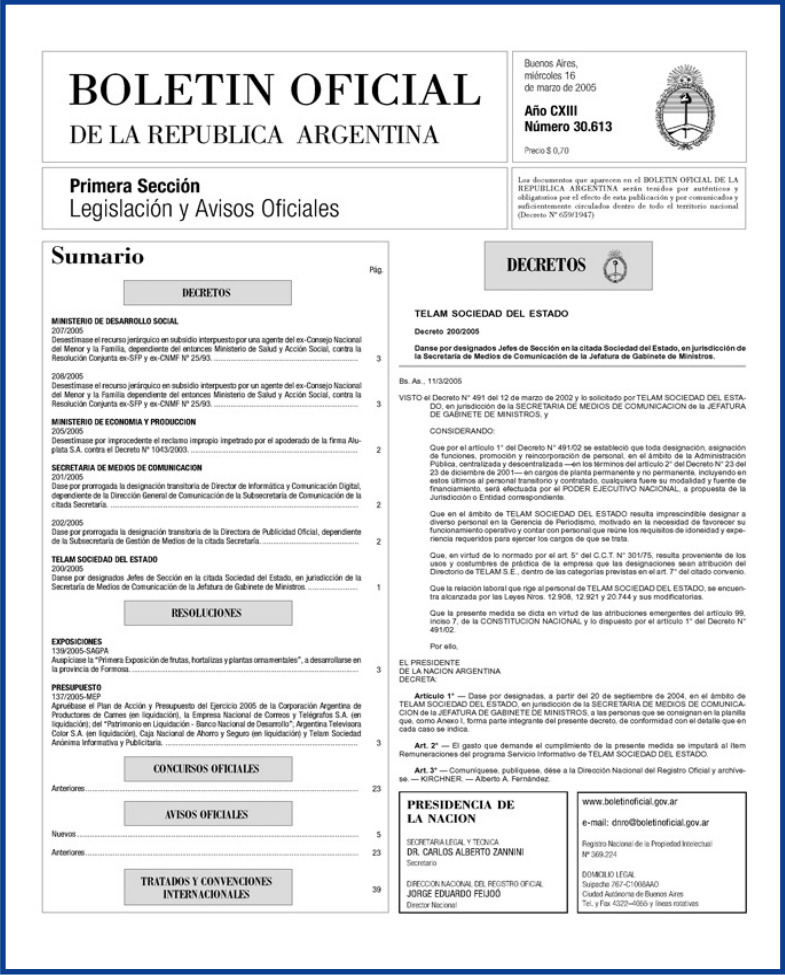 BOLETIN OFICIAL
DE LA REPUBLICA ARGENTINA
Buenos Aires,
miércoles 16
de marzo de 2005
Año CXIII
Número 30.613
Precio $ 0,70
Primera Sección
Legislación y Avisos Oficiales
Los documentos que aparecen en el BOLETIN OFICIAL DE LA
REPUBLICA ARGENTINA serán tenidos por auténticos y
obligatorios por el efecto de esta publicación y por comunicados y
suficientemente circulados dentro de todo el territorio nacional
(Decreto Nº 659/1947)
Sumario
Pág.
DECRETOS
MINISTERIO DE DESARROLLO SOCIAL
207/2005
Desestímase el recurso jerárquico en subsidio interpuesto por una agente del ex-Consejo Nacional
del Menor y la Familia, dependiente del entonces Ministerio de Salud y Acción Social, contra la
Resolución Conjunta ex-SFP y ex-CNMF Nº 25/93. 3
208/2005
Desestímase el recurso jerárquico en subsidio interpuesto por un agente del ex-Consejo Nacional
del Menor y la Familia, dependiente del entonces Ministerio de Salud y Acción Social, contra la
Resolución Conjunta ex-SFP y ex-CNMF Nº 25/93. 3
MINISTERIO DE ECONOMIA Y PRODUCCION
205/2005
Desestímase por improcedente el reclamo impropio impetrado por el apoderado de la firma Alu-
plata S.A. contra el Decreto Nº 1043/2003. 2
SECRETARIA DE MEDIOS DE COMUNICACION
201/2005
Dase por prorrogada la designación transitoria de Director de Informática y Comunicación Digital,
dependiente de la Dirección General de Comunicación de la Subsecretaría de Comunicación de la
citada Secretaría. 2
202/2005
Dase por prorrogada la designación transitoria de la Directora de Publicidad Oficial, dependiente
de la Subsecretaría de Gestión de Medios de la citada Secretaría. 2
TELAM SOCIEDAD DEL ESTADO
200/2005
Danse por designados Jefes de Sección en la citada Sociedad del Estado, en jurisdicción de la
Secretaría de Medios de Comunicación de la Jefatura de Gabinete de Ministros. 1
RESOLUCIONES
EXPOSICIONES
139/2005-SAGPA
Auspíciase la "Primera Exposición de frutas, hortalizas y plantas ornamentales", a desarrollarse en
la provincia de Formosa. 3
PRESUPUESTO
137/2005-MEP
Apruébase el Plan de Acción y Presupuesto del Ejercicio 2005 de la Corporación Argentina de
Productores de Carnes (en liquidación), la Empresa Nacional de Correos y Telégrafos S.A. (en
liquidación); del "Patrimonio en Liquidación - Banco Nacional de Desarrollo"; Argentina Televisora
Color S.A. (en liquidación), Caja Nacional de Ahorro y Seguro (en liquidación) y Telam Sociedad
Anónima Informativa y Publicitaria. 3
CONCURSOS OFICIALES
Anteriores 23
AVISOS OFICIALES
Nuevos 5
Anteriores 23
TRATADOS Y CONVENCIONES
INTERNACIONALES 39
DECRETOS
TELAM SOCIEDAD DEL ESTADO
Decreto 200/2005
Danse por designados Jefes de Sección en la citada Sociedad del Estado, en jurisdicción de
la Secretaría de Medios de Comunicación de la Jefatura de Gabinete de Ministros.
Bs. As., 11/3/2005
VISTO el Decreto N° 491 del 12 de marzo de 2002 y lo solicitado por TELAM SOCIEDAD DEL ESTA-
DO, en jurisdicción de la SECRETARIA DE MEDIOS DE COMUNICACION de la JEFATURA
DE GABINETE DE MINISTROS, y
CONSIDERANDO:
Que por el artículo 1° del Decreto N° 491/02 se estableció que toda designación, asignación
de funciones, promoción y reincorporación de personal, en el ámbito de la Administración
Pública, centralizada y descentralizada —en los términos del artículo 2° del Decreto N° 23 del
23 de diciembre de 2001— en cargos de planta permanente y no permanente, incluyendo en
estos últimos al personal transitorio y contratado, cualquiera fuere su modalidad y fuente de
financiamiento, será efectuada por el PODER EJECUTIVO NACIONAL, a propuesta de la
Jurisdicción o Entidad correspondiente.
Que en el ámbito de TELAM SOCIEDAD DEL ESTADO resulta imprescindible designar a
diverso personal en la Gerencia de Periodismo, motivado en la necesidad de favorecer su
funcionamiento operativo y contar con personal que reúne los requisitos de idoneidad y expe-
riencia requeridos para ejercer los cargos de que se trata.
Que, en virtud de lo normado por el art. 5° del C.C.T. N° 301/75, resulta proveniente de los
usos y costumbres de práctica de la empresa que las designaciones sean atribución del
Directorio de TELAM S.E., dentro de las categorías previstas en el art. 7° del citado convenio.
Que la relación laboral que rige al personal de TELAM SOCIEDAD DEL ESTADO, se encuen-
tra alcanzada por las Leyes Nros. 12.908, 12.921 y 20.744 y sus modificatorias.
Que la presente medida se dicta en virtud de las atribuciones emergentes del artículo 99,
inciso 7, de la CONSTITUCION NACIONAL y lo dispuesto por el artículo 1° del Decreto N°
491/02.
Por ello,
EL PRESIDENTE
DE LA NACION ARGENTINA
DECRETA:
Artículo 1° — Dase por designadas, a partir del 20 de septiembre de 2004, en el ámbito de
TELAM SOCIEDAD DEL ESTADO, en jurisdicción de la SECRETARIA DE MEDIOS DE COMUNICA-
CION de la JEFATURA DE GABINETE DE MINISTROS, a las personas que se consignan en la planilla
que, como Anexo I, forma parte integrante del presente decreto, de conformidad con el detalle que en
cada caso se indica.
Art. 2° — El gasto que demande el cumplimiento de la presente medida se imputará al ítem
Remuneraciones del programa Servicio Informativo de TELAM SOCIEDAD DEL ESTADO.
Art. 3° — Comuníquese, publíquese, dése a la Dirección Nacional del Registro Oficial y archíve-
se. — KIRCHNER. — Alberto A. Fernández.
PRESIDENCIA DE
LA NACION
SECRETARIA LEGAL Y TECNICA
DR. CARLOS ALBERTO ZANNINI
Secretario
DIRECCION NACIONAL DEL REGISTRO OFICIAL
JORGE EDUARDO FEIJOÓ
Director Nacional
www.boletinoficial.gov.ar
e-mail: dnro@boletinoficial.gov.ar
Registro Nacional de la Propiedad Intelectual
Nº 369.224
DOMICILIO LEGAL
Suipacha 767-C1008AAO
Ciudad Autónoma de Buenos Aires
Tel. y Fax 4322-4055 y líneas rotativas